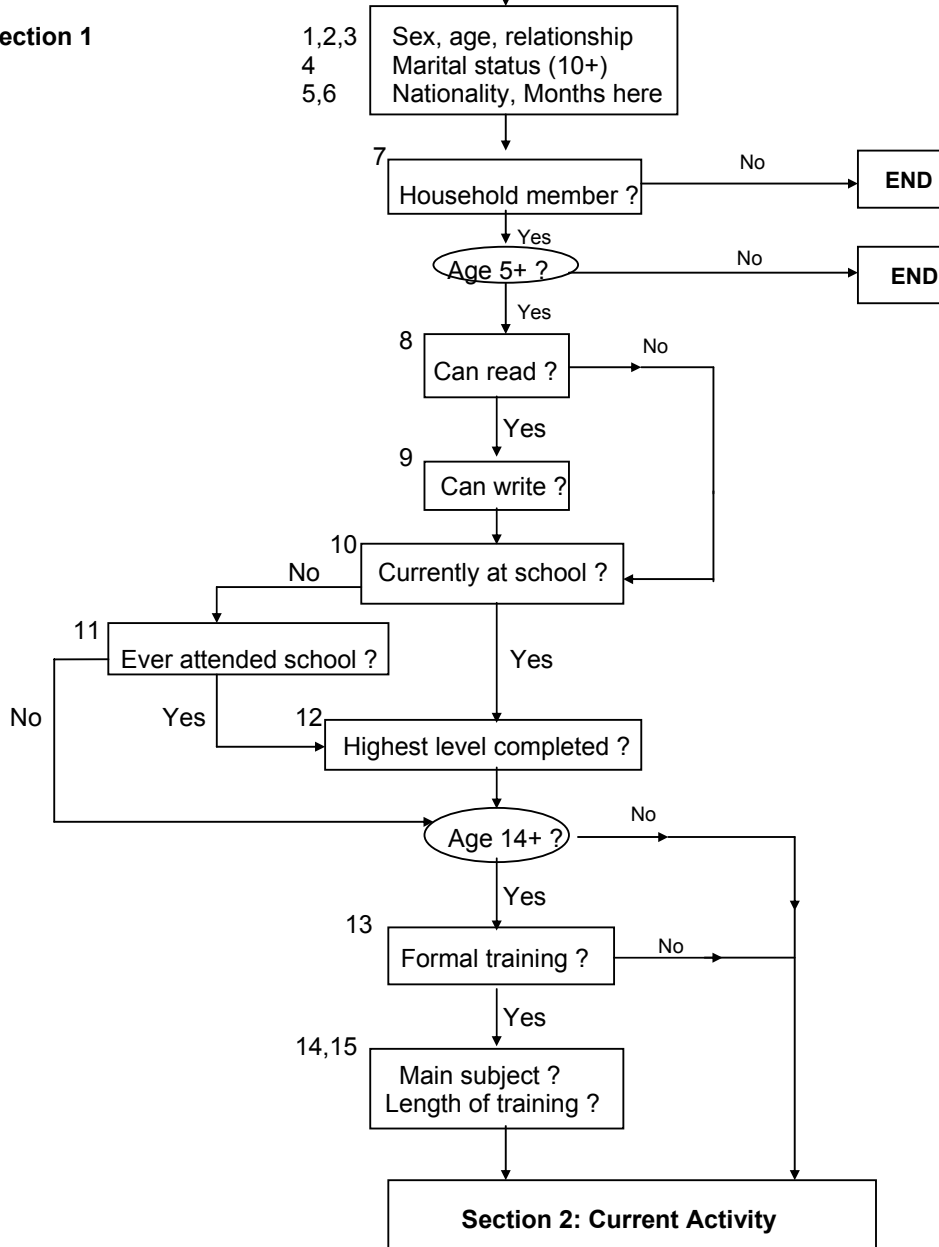 ection 1
1,2,3 Sex, age, relationship
4 Marital status (10+)
5,6 Nationality, Months here
7 Household member ?
No
END
Yes
Age 5+ ?
No
END
Yes
8 Can read ?
No
Yes
9 Can write ?
10 Currently at school ?
No
11 Ever attended school ?
Yes
No
Yes
12 Highest level completed ?
Age 14+ ?
No
Yes
13 Formal training ?
No
Yes
14,15 Main subject ?
Length of training ?
Section 2: Current Activity